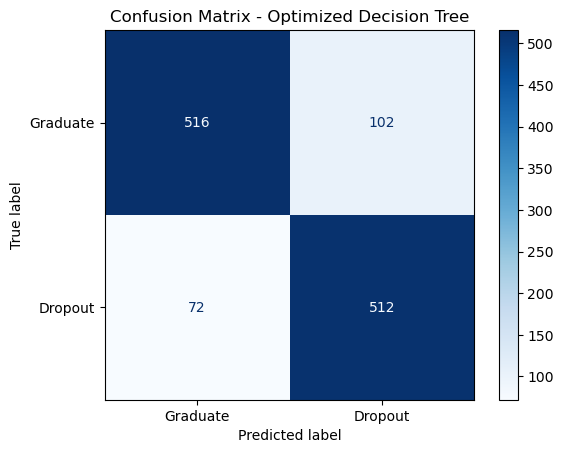 Confusion Matrix - Optimized Decision Tree
Graduate
516
102
Dropout
72
512
True label
Graduate
Dropout
Predicted label
500
450
400
350
300
250
200
150
100